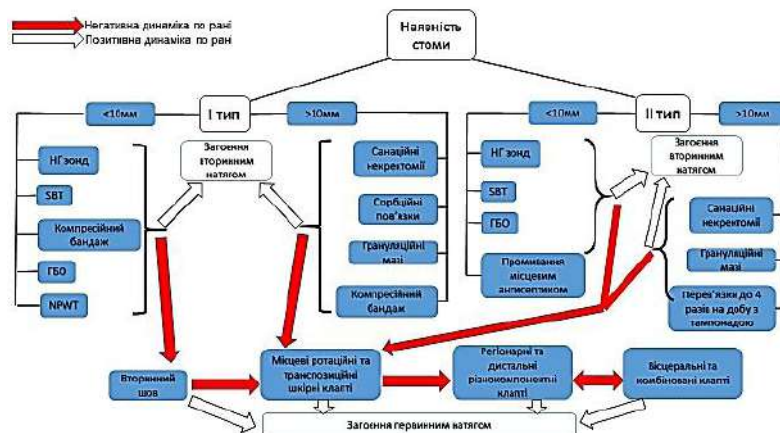 Негативна динаміка по рані
Позитивна динаміка по рані
Наявність
стоми
<10мм
І тип
>10мм
<10мм
ІІ тип
>10мм
Загоєння
вторинним
натягом
Загоєння
вторинним
натягом
НГ зонд
SBT
Компресійний
бандаж
ГБО
NPWT
Санаційні
некректомії
Сорбційні
пов'язки
Грануляційні
мазі
Компресійний
бандаж
НГ зонд
SBT
ГБО
Промивання
місцевим
антисептиком
Санаційні
некректомії
Грануляційні
мазі
Перев'язки до 4
разів на добу з
тампонадою
Вторинний
шов
Місцеві ротаційні та
транспозиційні
шкірні клапті
Регіонарні та
дистальні
різнокомпонентні
клапті
Вісцеральні та
комбіновані клапті
Загоєння первинним натягом